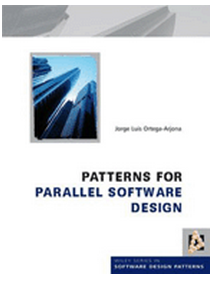 Jorge Luis Ortega-Arjona
PATTERNS FOR
PARALLEL SOFTWARE
DESIGN
WILEY SERIES IN
SOFTWARE DESIGN PATTERNS